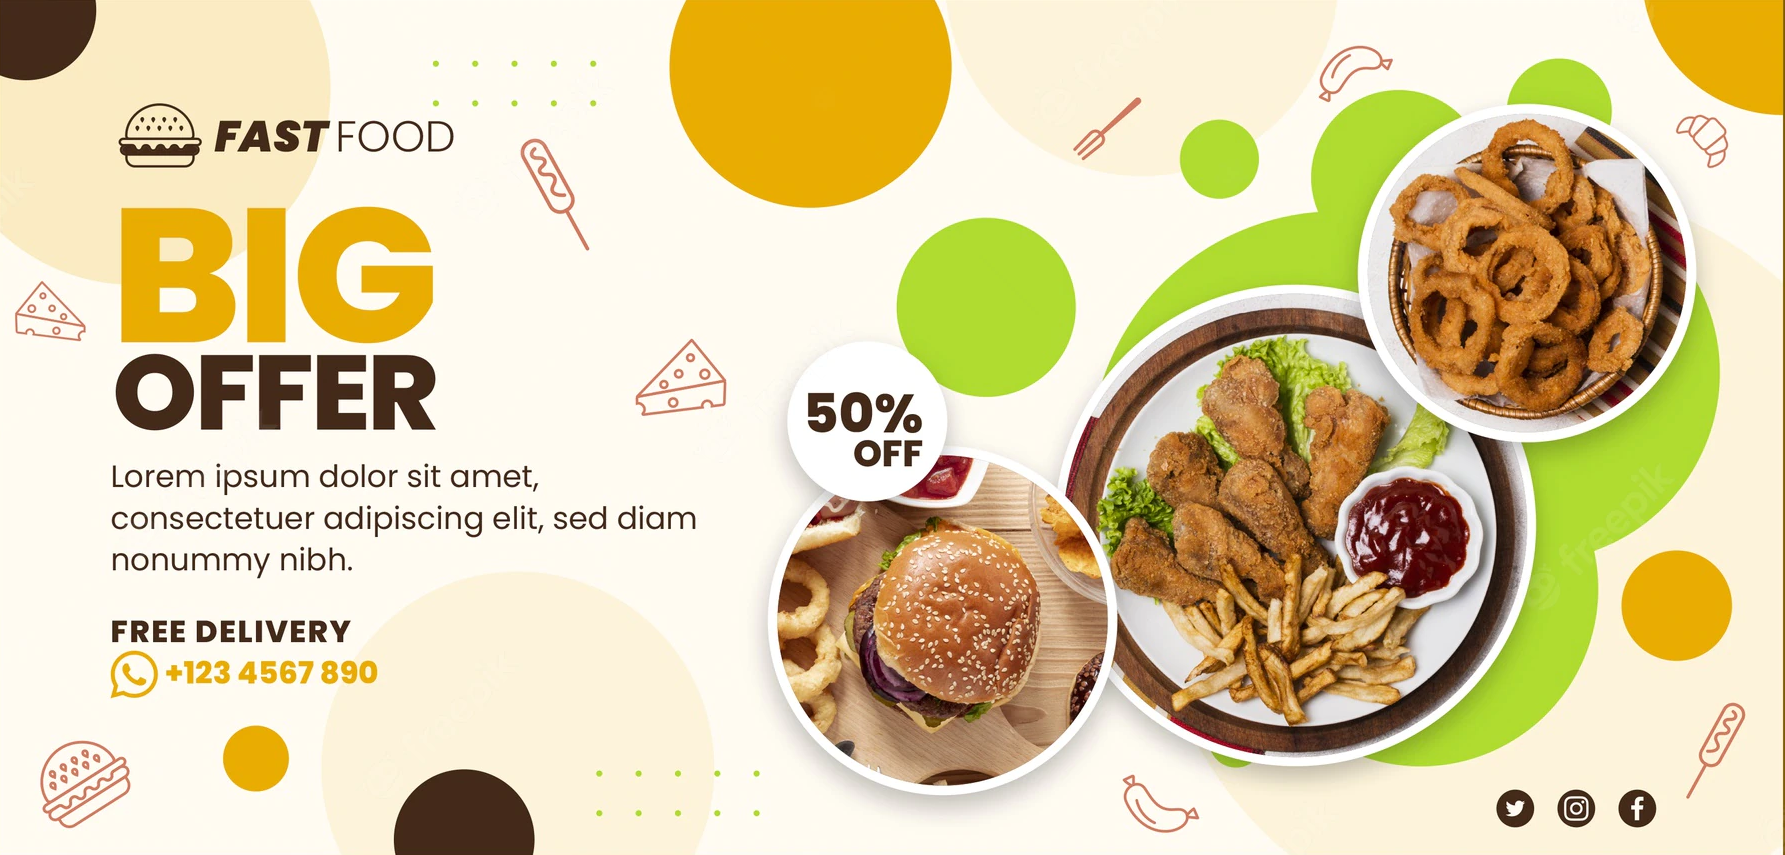 FAST FOOD
BIG
OFFER
Lorem ipsum dolor sit amet,
consectetuer adipiscing elit, sed diam
nonummy nibh.
FREE DELIVERY
+123 4567 890
50%
OFF
freepik